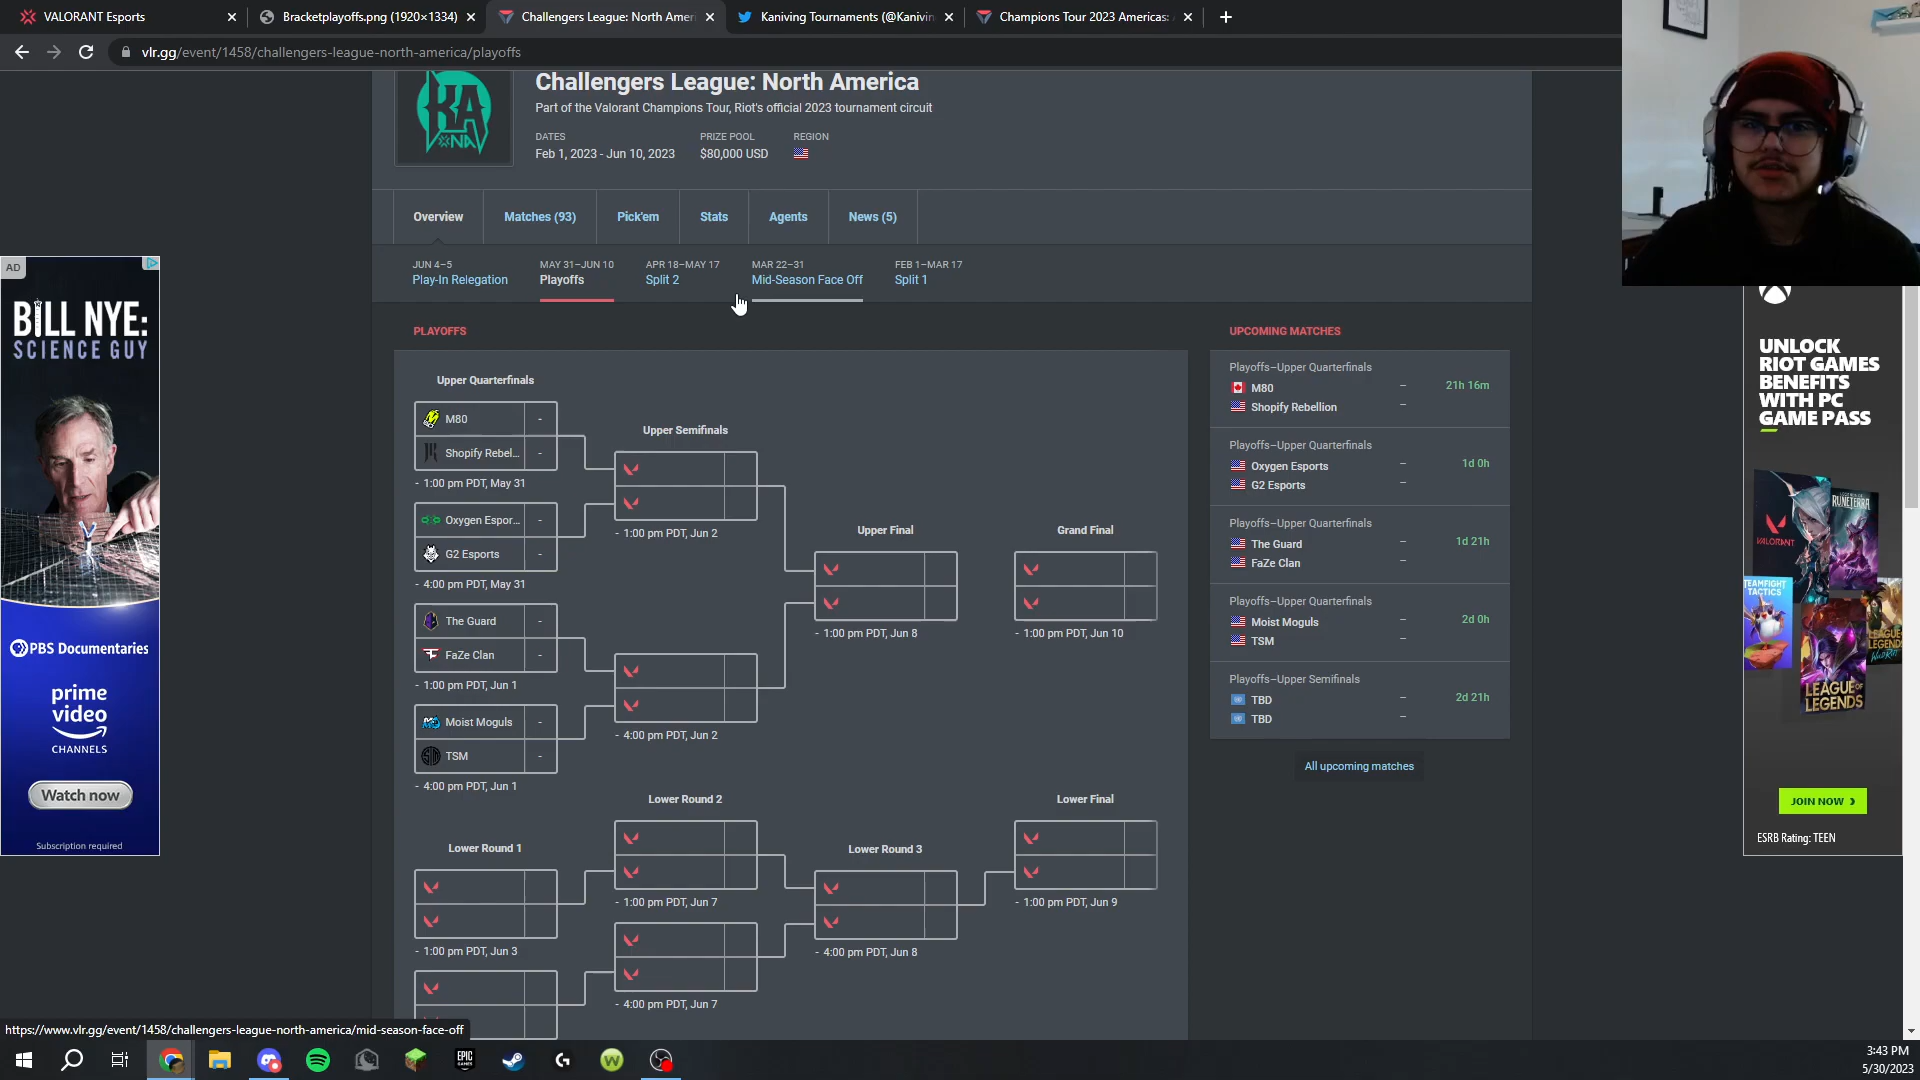 VALORANT Esports
Bracketplayoffs.png (1920×1334)
Challengers League: North Amer
Kaniving Tournaments (@Kanivin
Champions Tour 2023 Americas:
vlr.gg/event/1458/challengers-league-north-america/playoffs
Challengers League: North America
Part of the Valorant Champions Tour, Riot's official 2023 tournament circuit
DATES PRIZE POOL REGION
Feb 1, 2023 - Jun 10, 2023 $80,000 USD
Overview Matches (93) Pick'em Stats Agents News (5)
JUN 4–5 MAY 31–JUN 10 APR 18–MAY 17 MAR 22–31 FEB 1–MAR 17
Play-In Relegation Playoffs Split 2 Mid-Season Face Off Split 1
PLAYOFFS
Upper Quarterfinals
M80 -
Shopify Rebel... -
- 1:00 pm PDT, May 31
Oxygen Espor... -
G2 Esports -
- 4:00 pm PDT, May 31
The Guard -
FaZe Clan -
- 1:00 pm PDT, Jun 1
Moist Moguls -
TSM -
- 4:00 pm PDT, Jun 1
Upper Semifinals
- 1:00 pm PDT, Jun 2
- 4:00 pm PDT, Jun 2
Upper Final
- 1:00 pm PDT, Jun 8
Grand Final
- 1:00 pm PDT, Jun 10
Lower Round 1
- 1:00 pm PDT, Jun 3
Lower Round 2
- 1:00 pm PDT, Jun 7
- 4:00 pm PDT, Jun 7
Lower Round 3
- 4:00 pm PDT, Jun 8
Lower Final
- 1:00 pm PDT, Jun 9
UPCOMING MATCHES
Playoffs–Upper Quarterfinals
M80 – 21h 16m
Shopify Rebellion –
Playoffs–Upper Quarterfinals
Oxygen Esports – 1d 0h
G2 Esports –
Playoffs–Upper Quarterfinals
The Guard – 1d 21h
FaZe Clan –
Playoffs–Upper Quarterfinals
Moist Moguls – 2d 0h
TSM –
Playoffs–Upper Semifinals
TBD – 2d 21h
TBD –
All upcoming matches
AD
BILL NYE:
SCIENCE GUY
PBS Documentaries
prime
video
CHANNELS
Watch now
Subscription required
UNLOCK
RIOT GAMES
BENEFITS
WITH PC
GAME PASS
RUNETERRA
VALORANT
TEAMFIGHT
TACTICS
LEAGUE of
LEGENDS
JOIN NOW
ESRB Rating: TEEN
https://www.vlr.gg/event/1458/challengers-league-north-america/mid-season-face-off
EPIC
GAMES
3:43 PM
5/30/2023